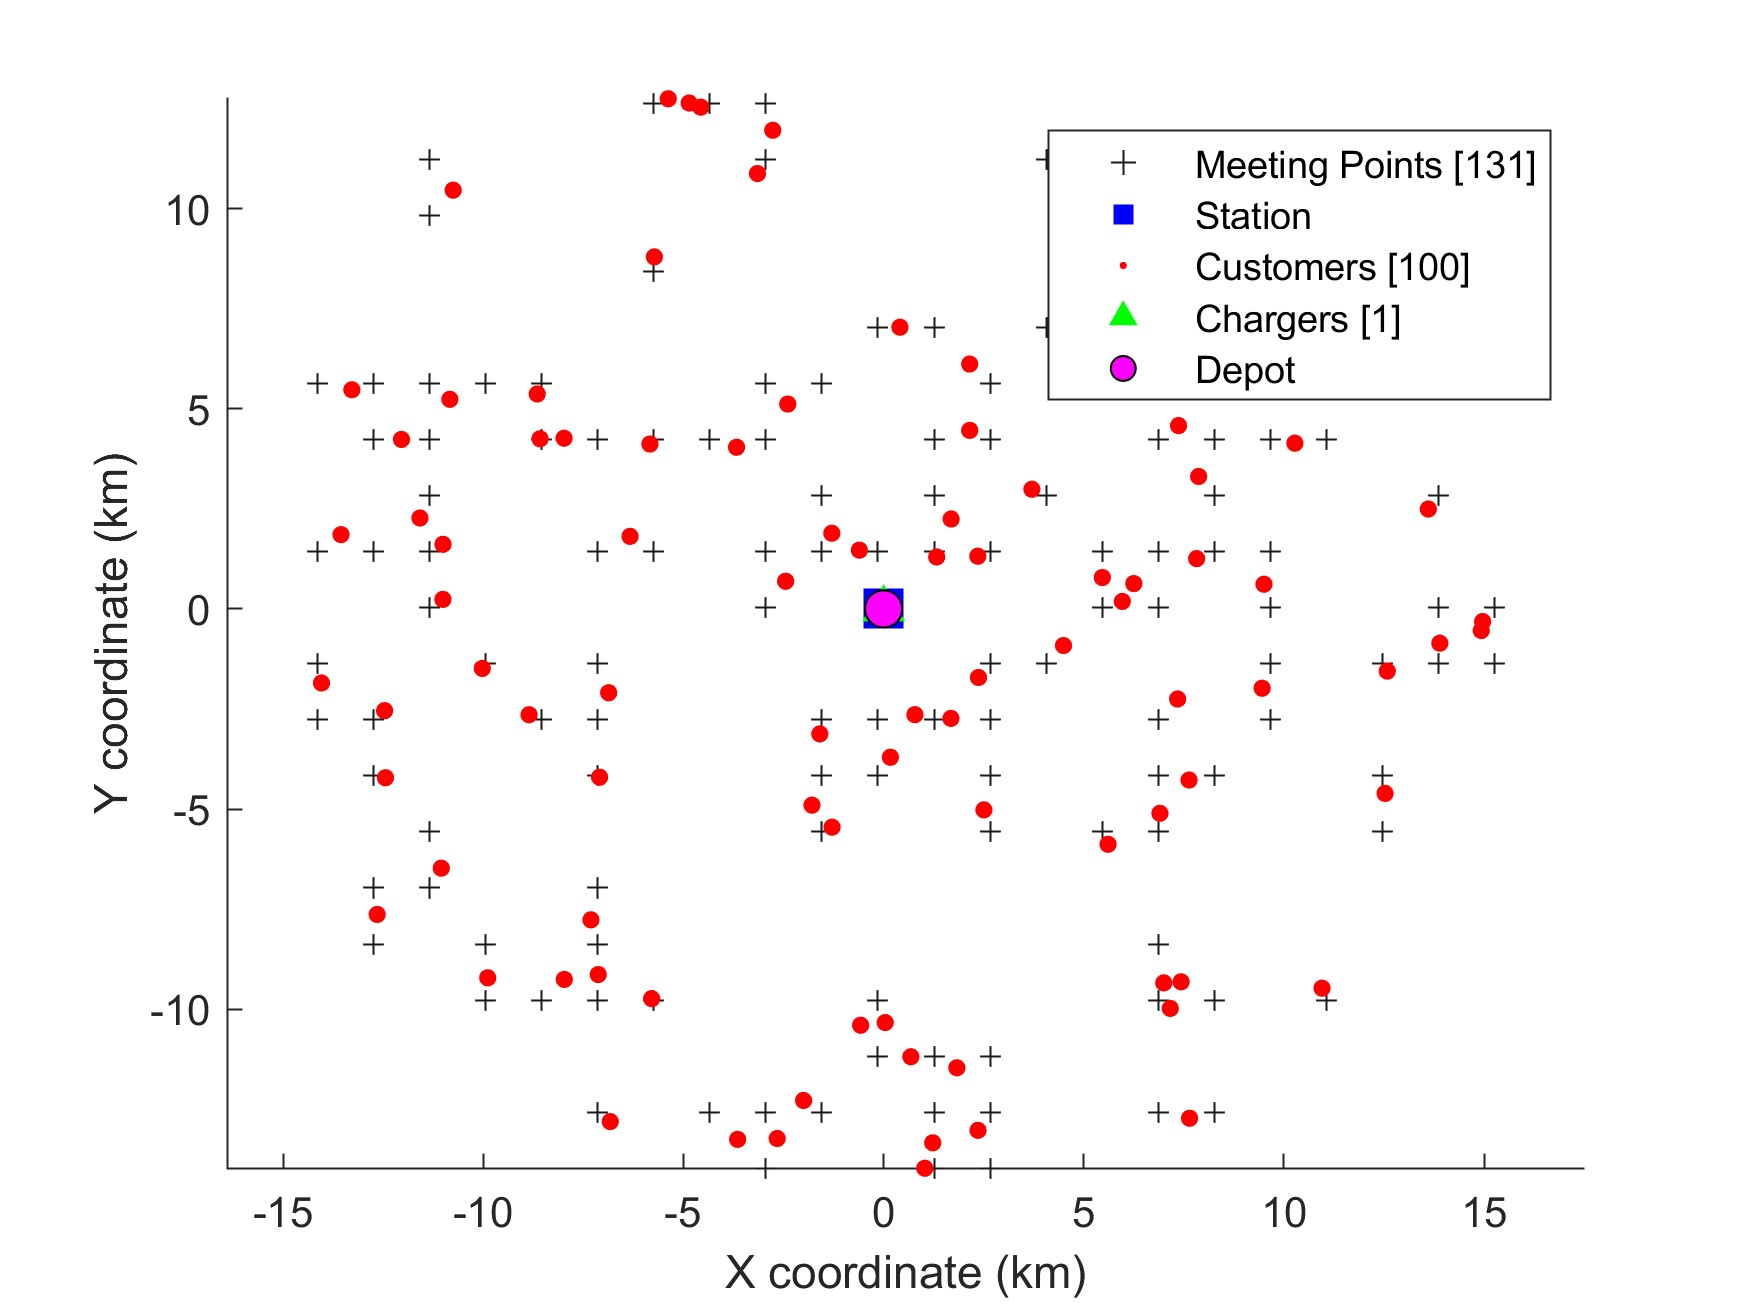 Meeting Points [131]
Station
Customers [100]
Chargers [1]
Depot
10
5
0
-5
-10
Y coordinate (km)
-15 -10 -5 0 5 10 15
X coordinate (km)